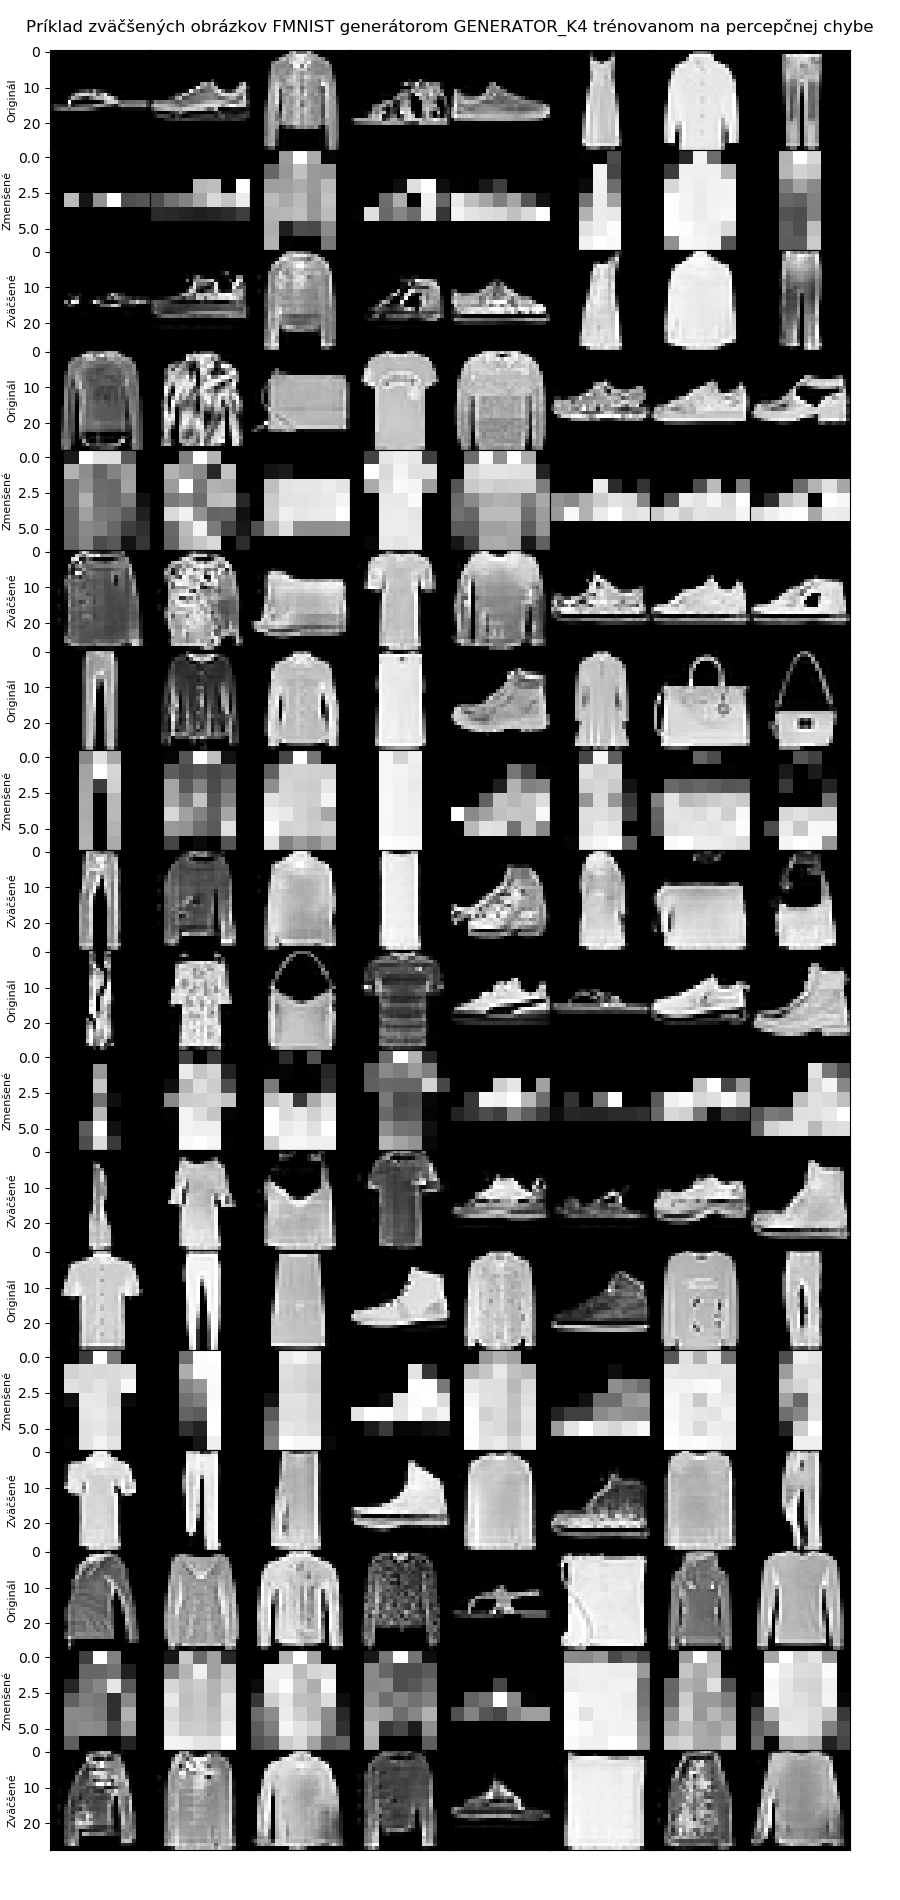 Príklad zväčšených obrázkov FMNIST generátorom GENERATOR_K4 trénovanom na percepčnej chybe
Originál
0
10
20
Zmenšené
0.0
2.5
5.0
Zväčšené
0
10
20
Originál
0
10
20
Zmenšené
0.0
2.5
5.0
Zväčšené
0
10
20
Originál
0
10
20
Zmenšené
0.0
2.5
5.0
Zväčšené
0
10
20
Originál
0
10
20
Zmenšené
0.0
2.5
5.0
Zväčšené
0
10
20
Originál
0
10
20
Zmenšené
0.0
2.5
5.0
Zväčšené
0
10
20
Originál
0
10
20
Zmenšené
0.0
2.5
5.0
Zväčšené
0
10
20